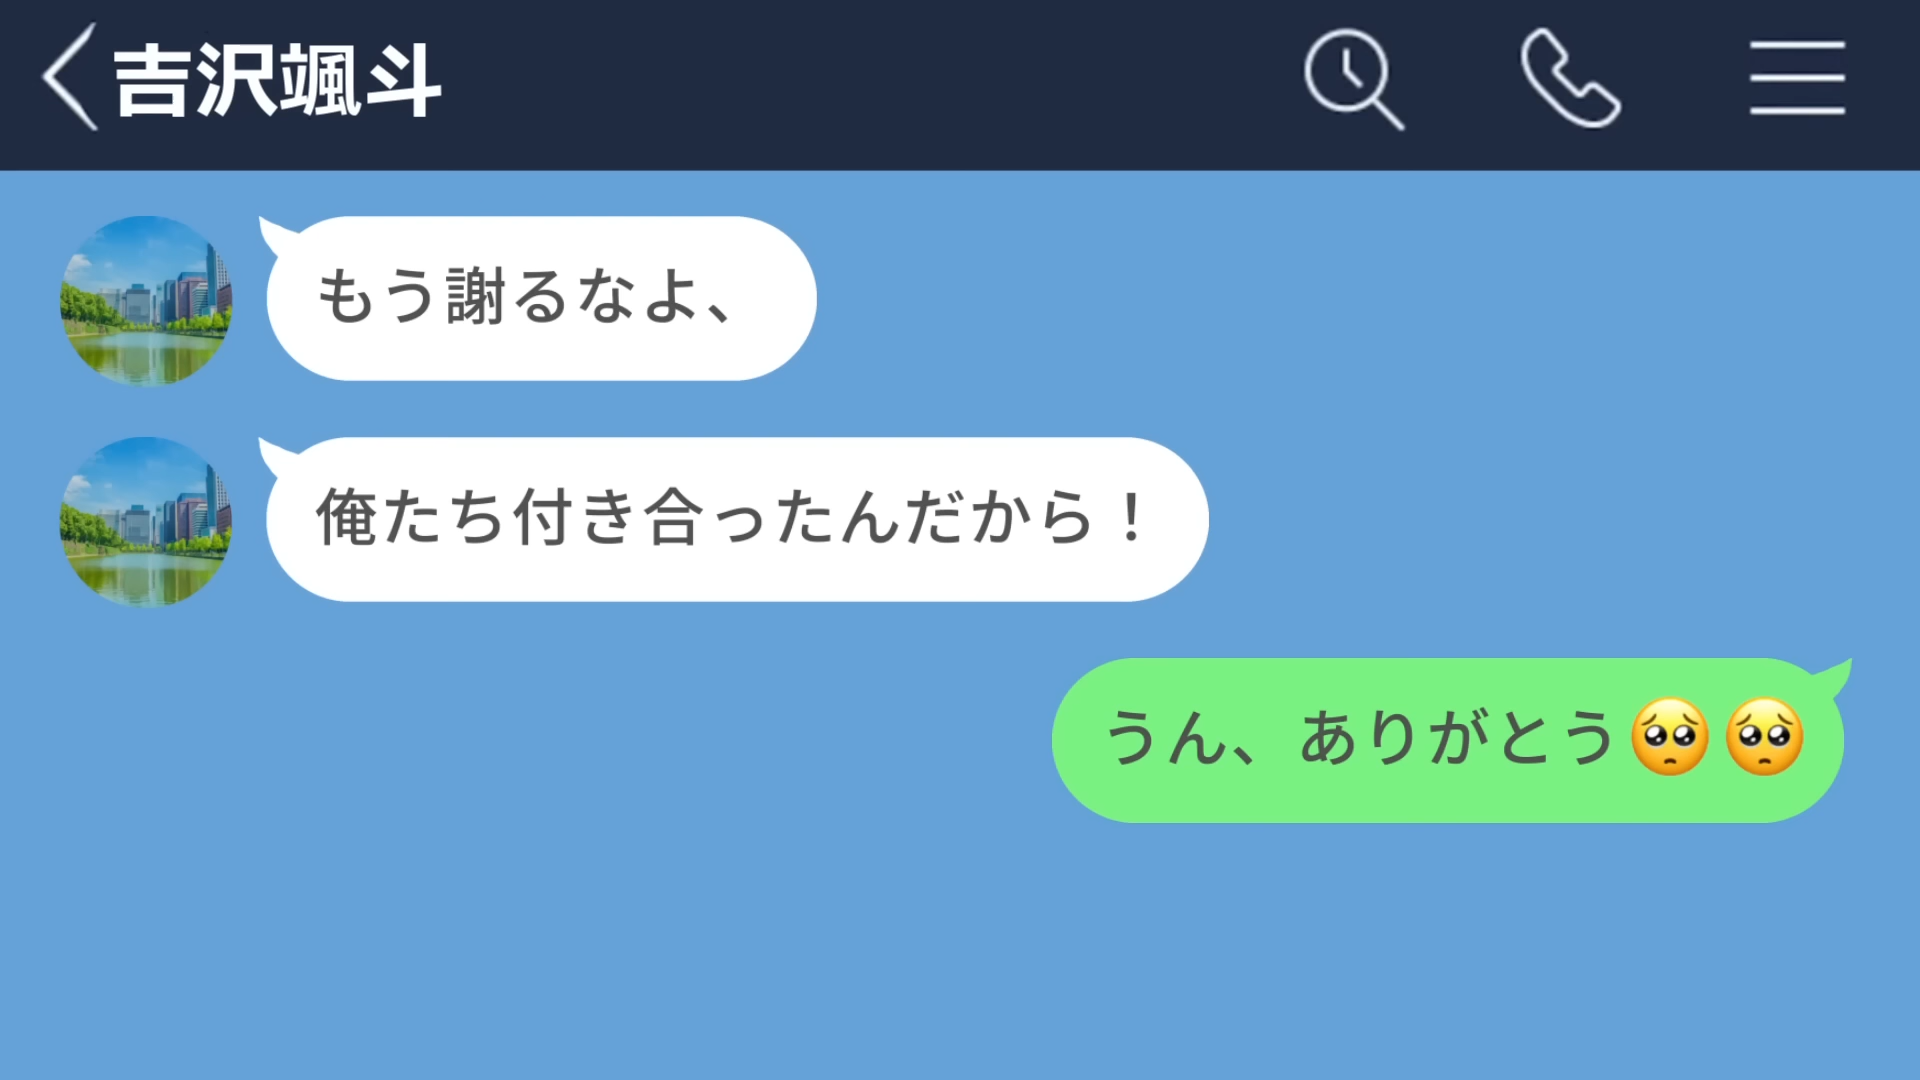 吉沢颯斗
もう謝るなよ、
俺たち付き合ったんだから！
うん、ありがとう🥺🥺